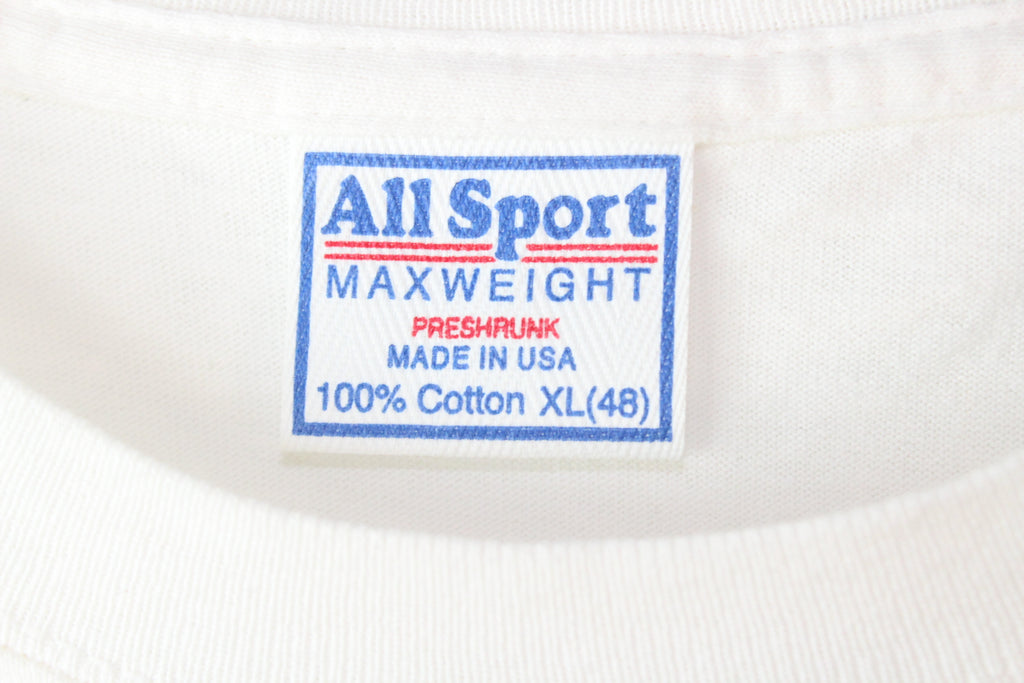 All Sport
MAXWEIGHT
PRESHRUNK
MADE IN USA
100% Cotton XL(48)